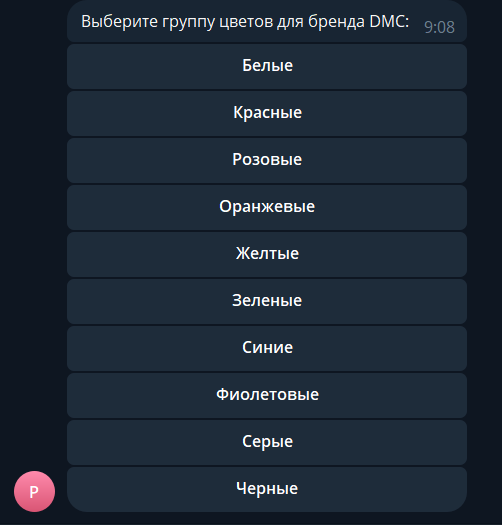 Выберите группу цветов для бренда DMC:
9:08
Белые
Красные
Розовые
Оранжевые
Желтые
Зеленые
Синие
Фиолетовые
Серые
Черные
P